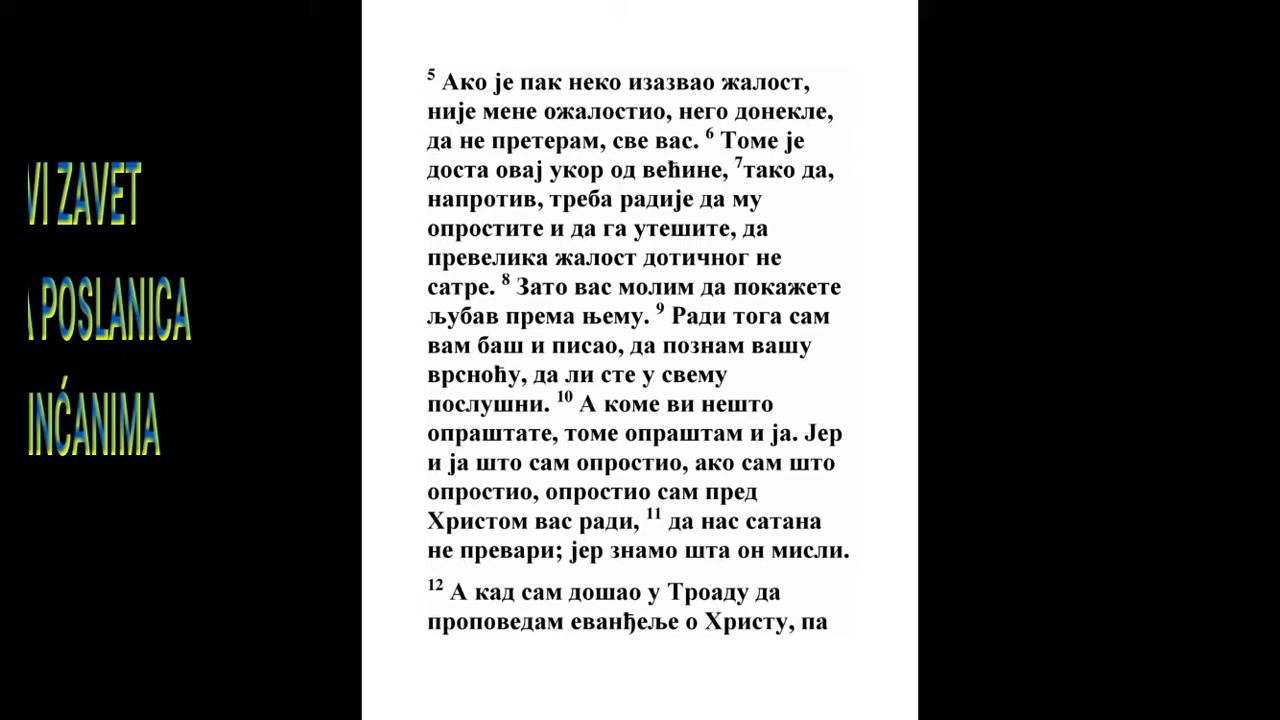 VI ZAVET
POSLANICA
INĆANIMA
5 Ако је пак неко изазвао жалост,
није мене ожалостио, него донекле,
да не претерам, све вас. 6 Томе је
доста овај укор од већине, 7тако да,
напротив, треба радије да му
опростите и да га утешите, да
превелика жалост дотичног не
сатре. 8 Зато вас молим да покажете
љубав према њему. 9 Ради тога сам
вам баш и писао, да познам вашу
врсноћу, да ли сте у свему
послушни. 10 А коме ви нешто
опраштате, томе опраштам и ја. Јер
и ја што сам опростио, ако сам што
опростио, опростио сам пред
Христом вас ради, 11 да нас сатана
не превари; јер знамо шта он мисли.
12 А кад сам дошао у Троаду да
проповедам еванђеље о Христу, па